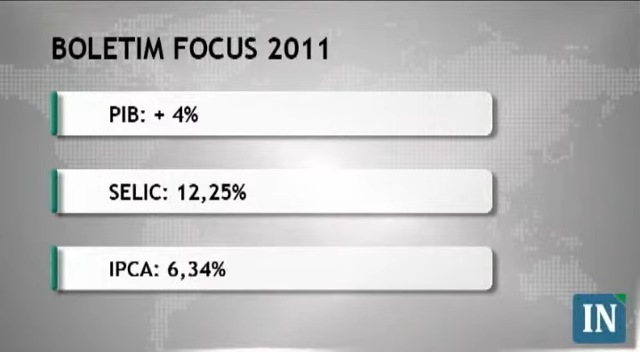 BOLETIM FOCUS 2011
PIB: + 4%
SELIC: 12,25%
IPCA: 6,34%
IN